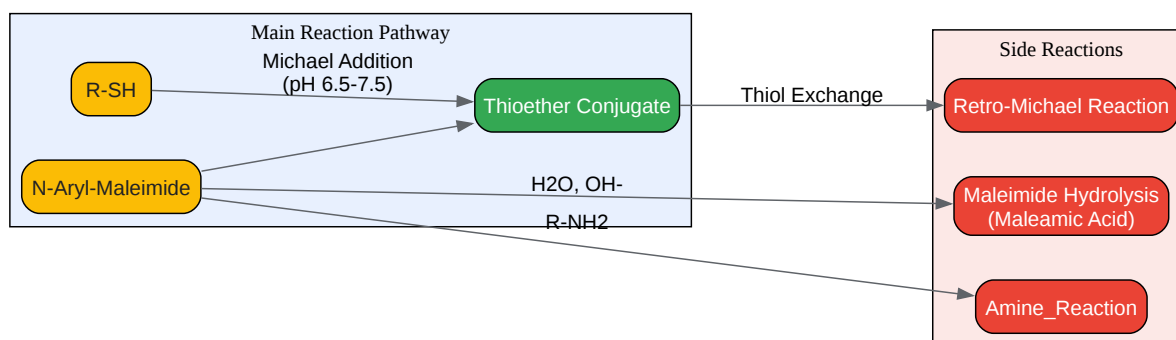 Main Reaction Pathway
Michael Addition
(pH 6.5-7.5)
R-SH
Thioether Conjugate
N-Aryl-Maleimide
H2O, OH-
R-NH2
Thiol Exchange
Side Reactions
Retro-Michael Reaction
Maleimide Hydrolysis
(Maleamic Acid)
Amine_Reaction